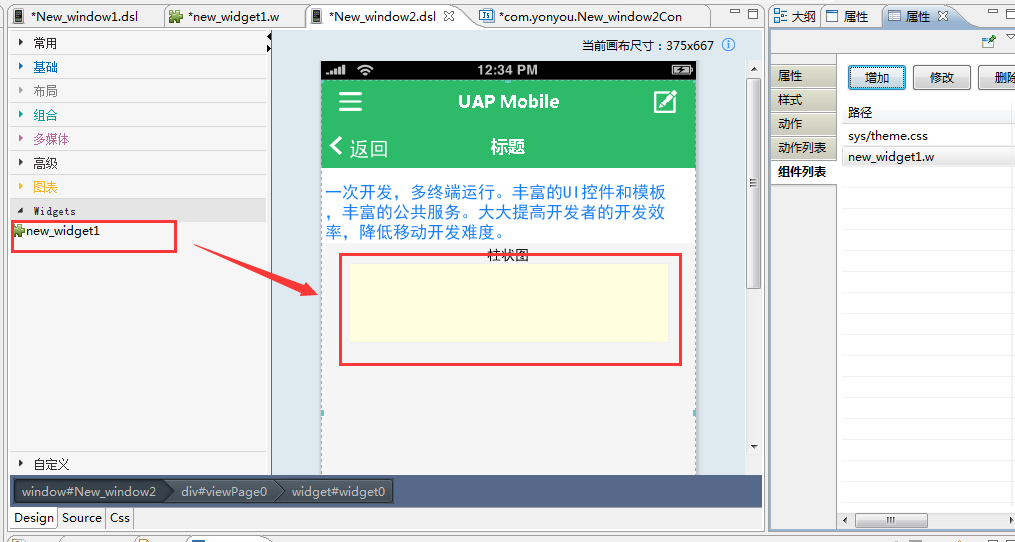 *New_window1.dsl
*new_widget1.w
*New_window2.dsl
*com.yonyou.New_window2Con
大纲
属性
属性
常用
基础
布局
组合
多媒体
高级
图表
Widgets
new_widget1
自定义
当前画布尺寸：375x667
12:34 PM
UAP Mobile
返回
标题
一次开发，多终端运行。丰富的UI控件和模板
，丰富的公共服务。大大提高开发者的开发效
率，降低移动开发难度。
柱状图
属性
样式
动作
动作列表
组件列表
增加
修改
删除
路径
sys/theme.css
new_widget1.w
window#New_window2
div#viewPage0
widget#widget0
Design
Source
Css